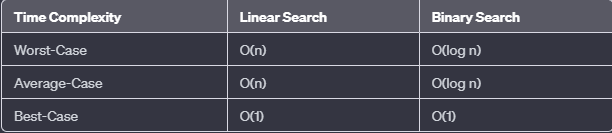 Time Complexity Linear Search Binary Search
Worst-Case O(n) O(log n)
Average-Case O(n) O(log n)
Best-Case O(1) O(1)